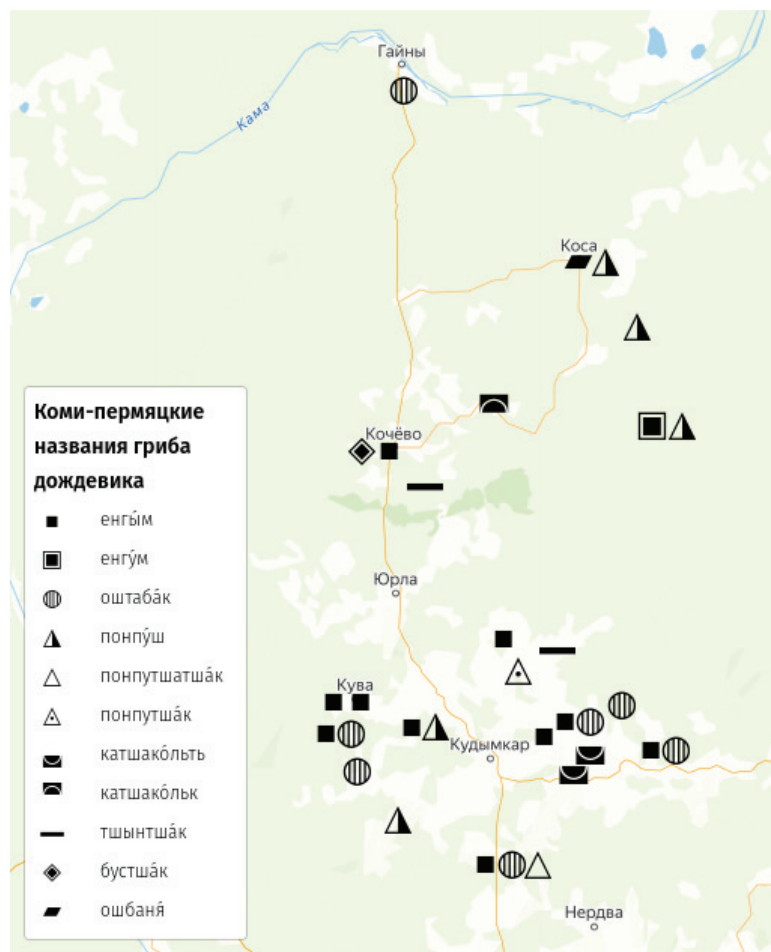 Гайны
Кама
Коса
Кочёво
Юрла
Кува
Кудымкар
Нердва
Коми-пермяцкие
названия гриба
дождевика
енгы́м
енгу́м
оштаба́к
понпу́ш
понпутшатша́к
понпутша́к
катшако́льть
катшако́льк
тшынтша́к
бустша́к
ошбаня́